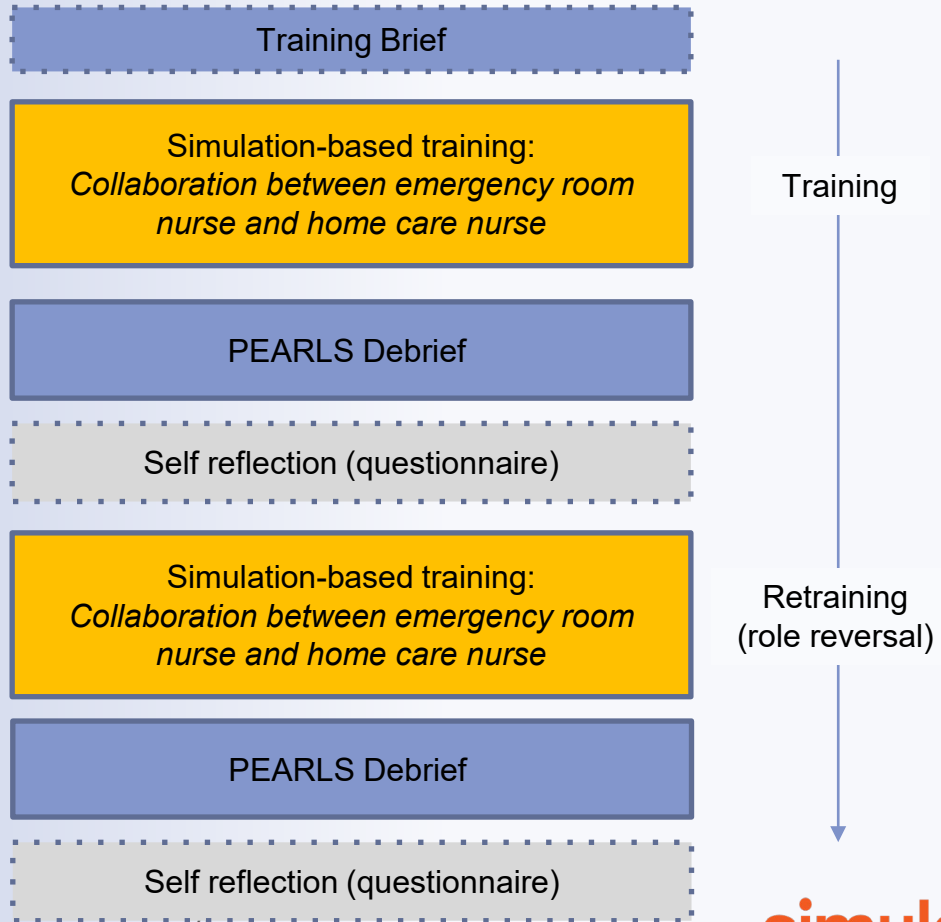 Training Brief
Simulation-based training:
Collaboration between emergency room
nurse and home care nurse
Training
PEARLS Debrief
Self reflection (questionnaire)
Simulation-based training:
Collaboration between emergency room
nurse and home care nurse
Retraining
(role reversal)
PEARLS Debrief
Self reflection (questionnaire)